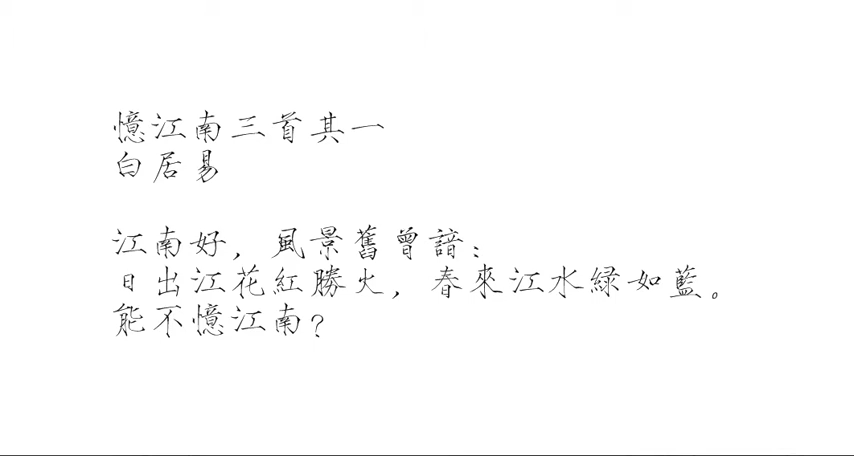 憶江南三首其一
白居易
江南好，風景舊曾諳：
日出江花紅勝火，春來江水綠如藍。
能不憶江南？